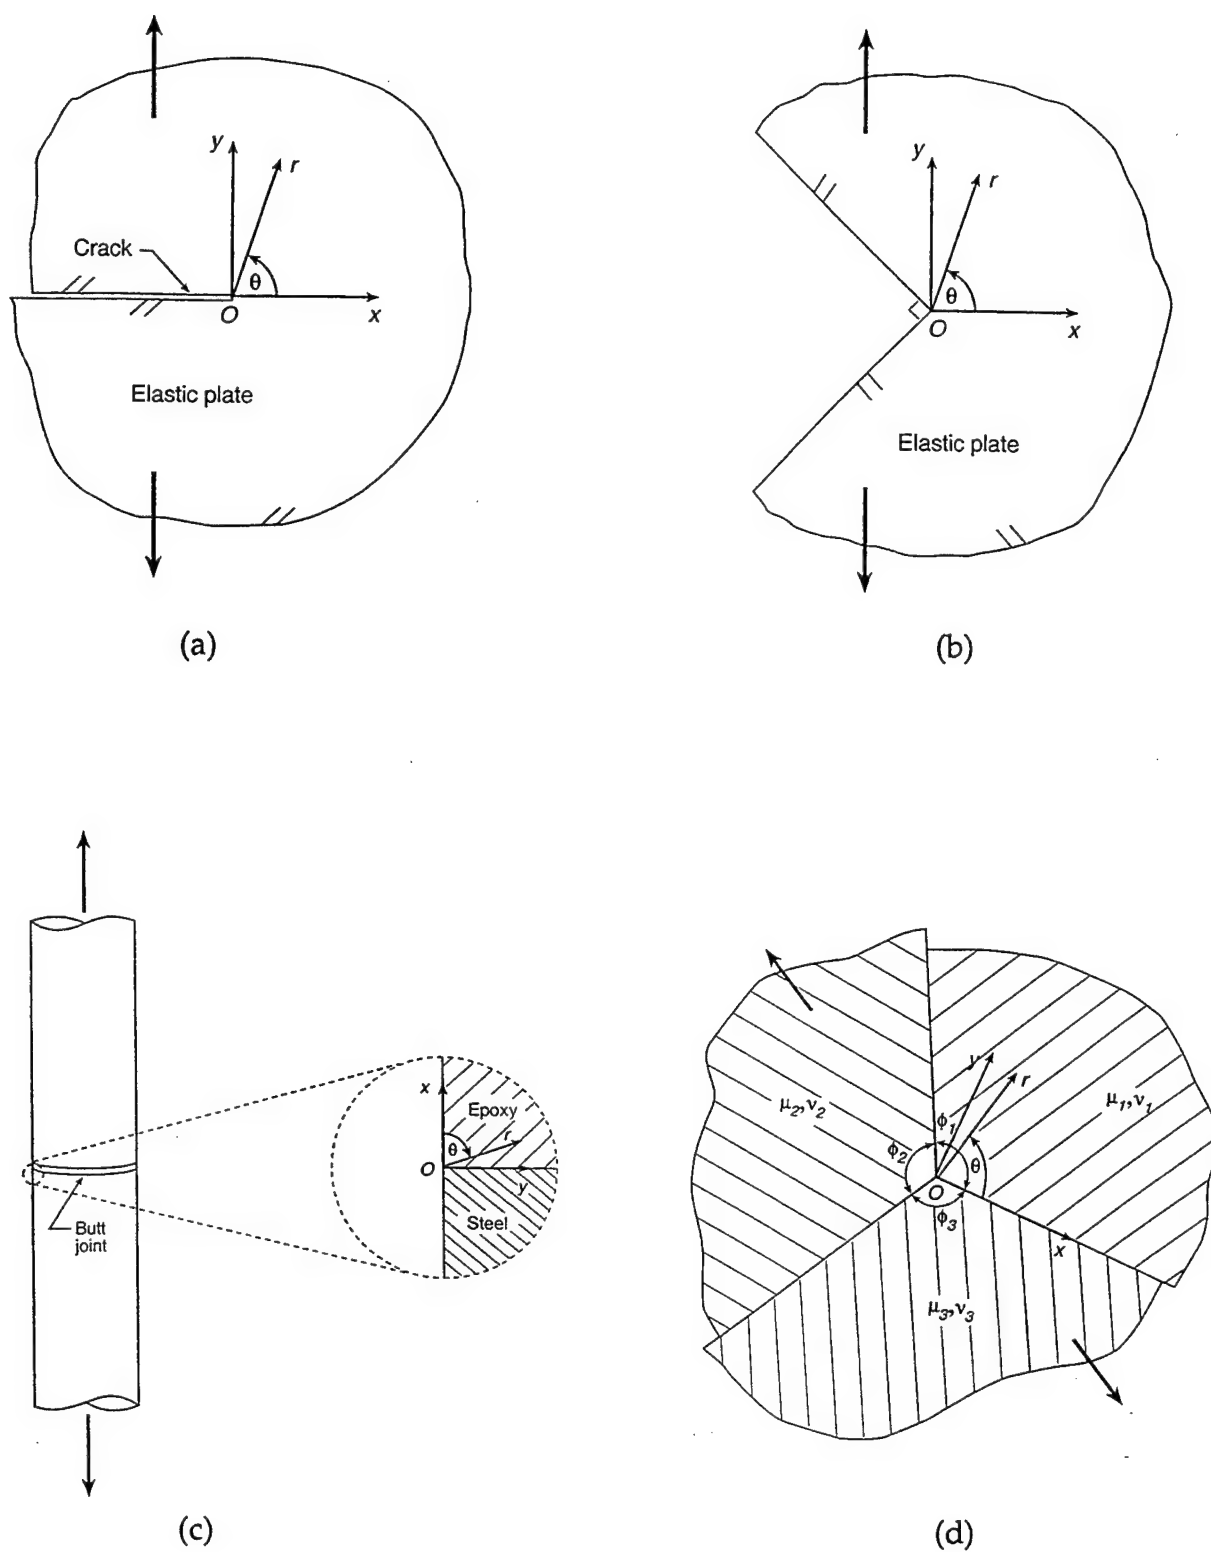 y
r
Crack
θ
O
x
Elastic plate
(a)
y
r
θ
O
x
Elastic plate
(b)
x
Epoxy
θ
r
O
y
Steel
Butt
joint
(c)
y
r
μ₂,ν₂
μ₁,ν₁
ϕ₁
ϕ₂
θ
O
ϕ₃
x
μ₃,ν₃
(d)